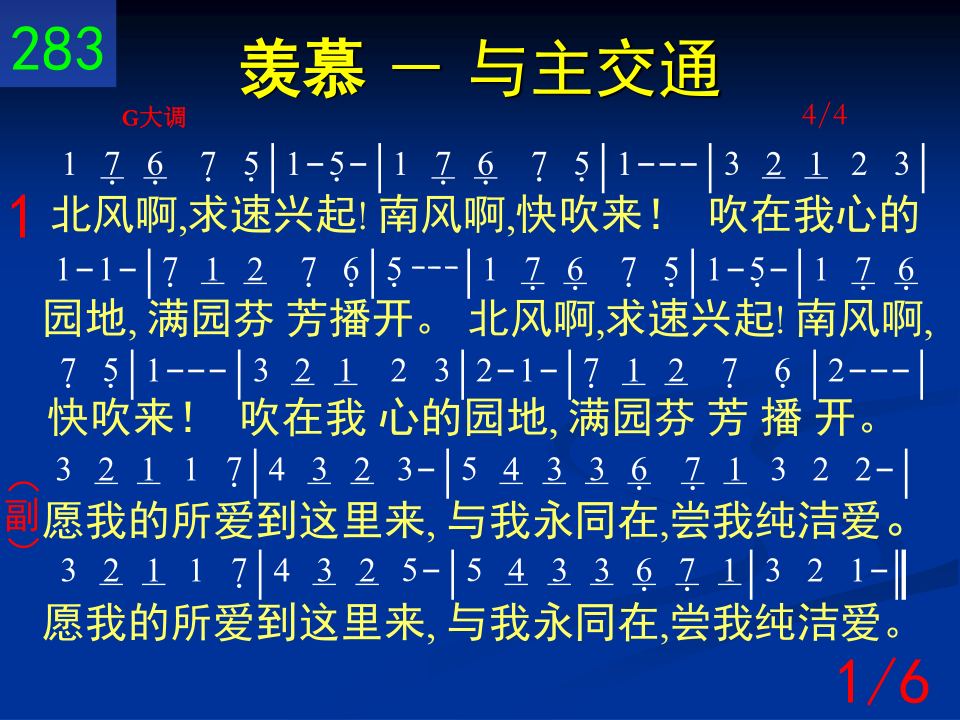 283
羡慕 － 与主交通
G大调 4/4
1 7̣ 6̣ 7̣ 5̣|1-5̣-|1 7̣ 6̣ 7̣ 5̣|1---|3 2 1 2 3|
1 北风啊,求速兴起! 南风啊,快吹来！ 吹在我心的
1-1-|7̣ 1 2 7̣ 6̣|5̣---|1 7̣ 6̣ 7̣ 5̣|1-5̣-|1 7̣ 6̣
园地, 满园芬 芳播开。 北风啊,求速兴起! 南风啊,
7̣ 5̣|1---|3 2 1 2 3|2-1-|7̣ 1 2 7̣ 6̣|2---|
快吹来！ 吹在我 心的园地, 满园芬 芳 播 开。
3 2 1 1 7̣|4 3 2 3-|5 4 3 3 6̣ 7̣ 1 3 2 2-|
（副） 愿我的所爱到这里来, 与我永同在,尝我纯洁爱。
3 2 1 1 7̣|4 3 2 5-|5 4 3 3 6̣ 7̣ 1|3 2 1-‖
愿我的所爱到这里来, 与我永同在,尝我纯洁爱。
1/6